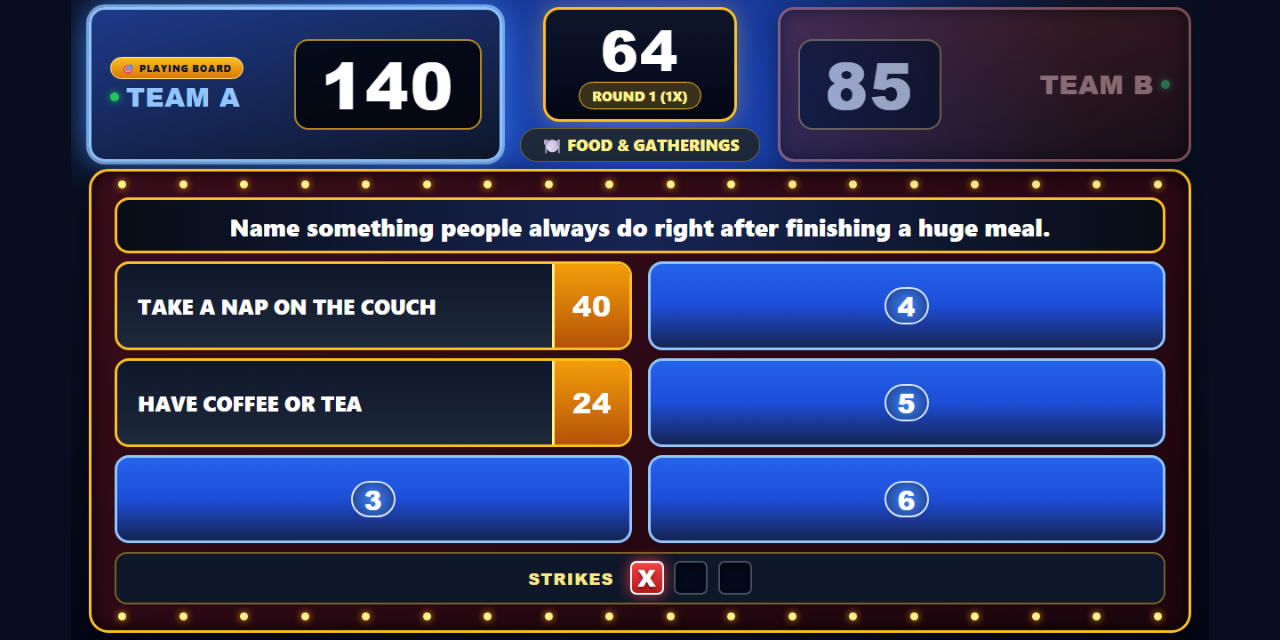 PLAYING BOARD
TEAM A
140
64
ROUND 1 (1X)
FOOD & GATHERINGS
85
TEAM B
Name something people always do right after finishing a huge meal.
TAKE A NAP ON THE COUCH 40
4
HAVE COFFEE OR TEA 24
5
3
6
STRIKES X